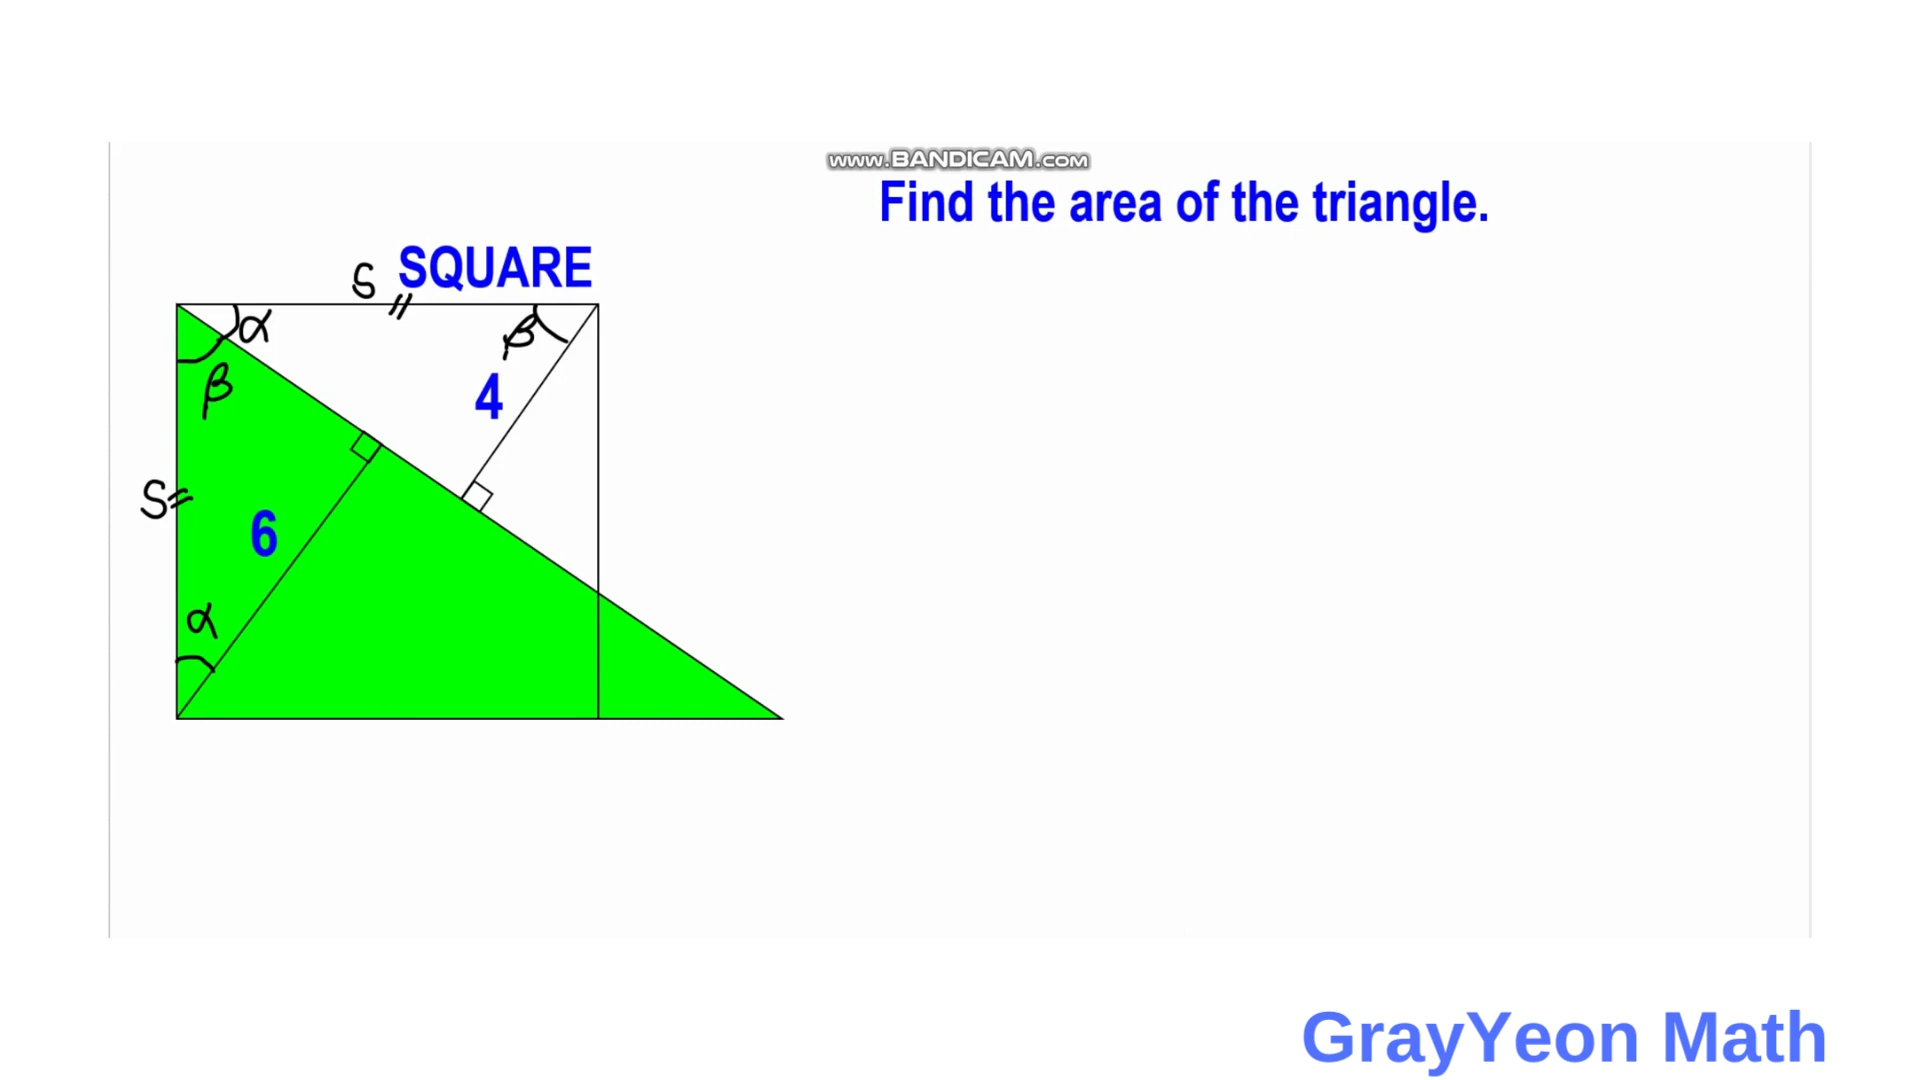 www.BANDICAM.com
Find the area of the triangle.
S SQUARE
α β
β
4
S
6
α
GrayYeon Math